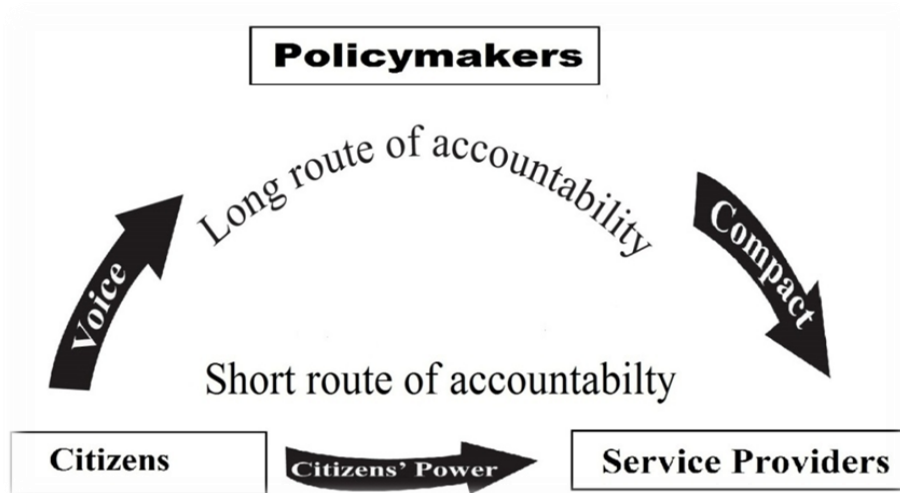 Policymakers
Long route of accountability
Voice
Compact
Short route of accountabilty
Citizens
Citizens' Power
Service Providers